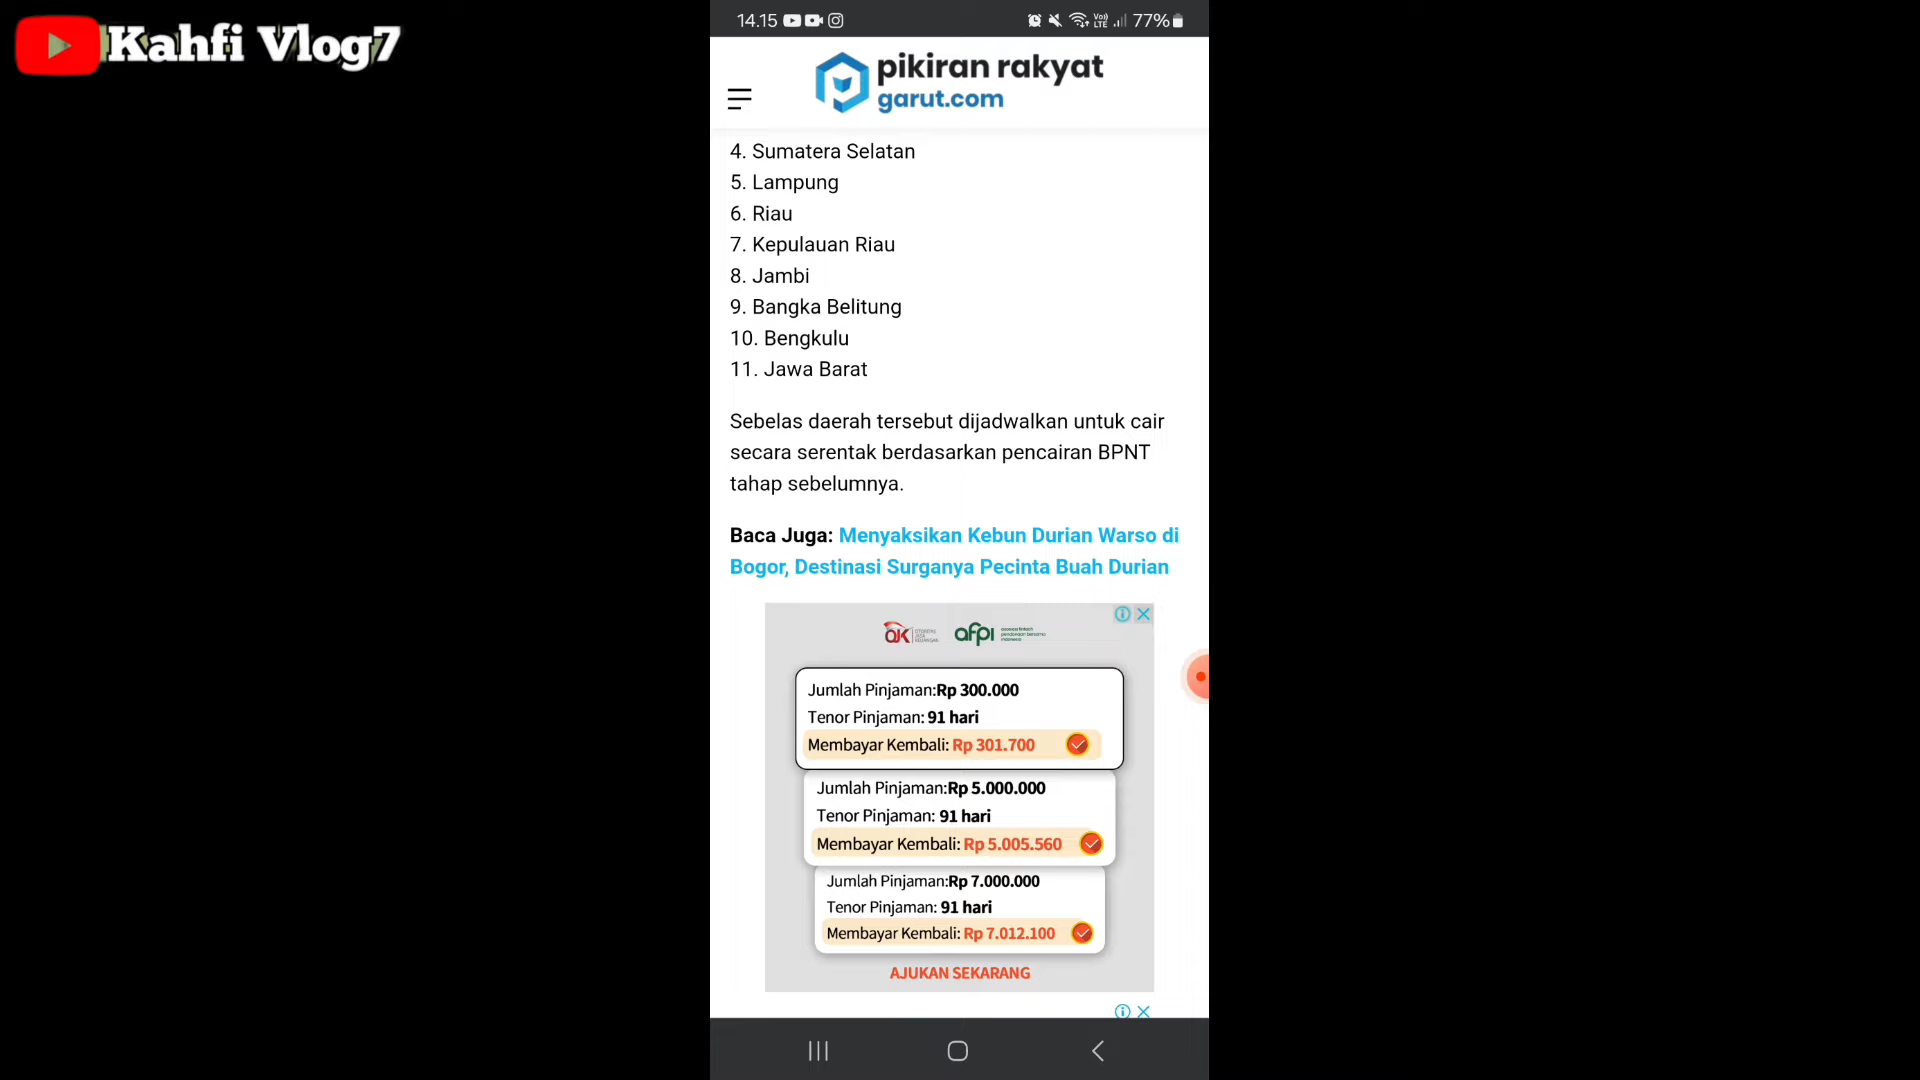 Kahfi Vlog7
14.15
77%
pikiran rakyat
garut.com
4. Sumatera Selatan
5. Lampung
6. Riau
7. Kepulauan Riau
8. Jambi
9. Bangka Belitung
10. Bengkulu
11. Jawa Barat
Sebelas daerah tersebut dijadwalkan untuk cair
secara serentak berdasarkan pencairan BPNT
tahap sebelumnya.
Baca Juga: Menyaksikan Kebun Durian Warso di
Bogor, Destinasi Surganya Pecinta Buah Durian
OJK OTORITAS JASA KEUANGAN afpi
Jumlah Pinjaman:Rp 300.000
Tenor Pinjaman: 91 hari
Membayar Kembali: Rp 301.700
Jumlah Pinjaman:Rp 5.000.000
Tenor Pinjaman: 91 hari
Membayar Kembali: Rp 5.005.560
Jumlah Pinjaman:Rp 7.000.000
Tenor Pinjaman: 91 hari
Membayar Kembali: Rp 7.012.100
AJUKAN SEKARANG